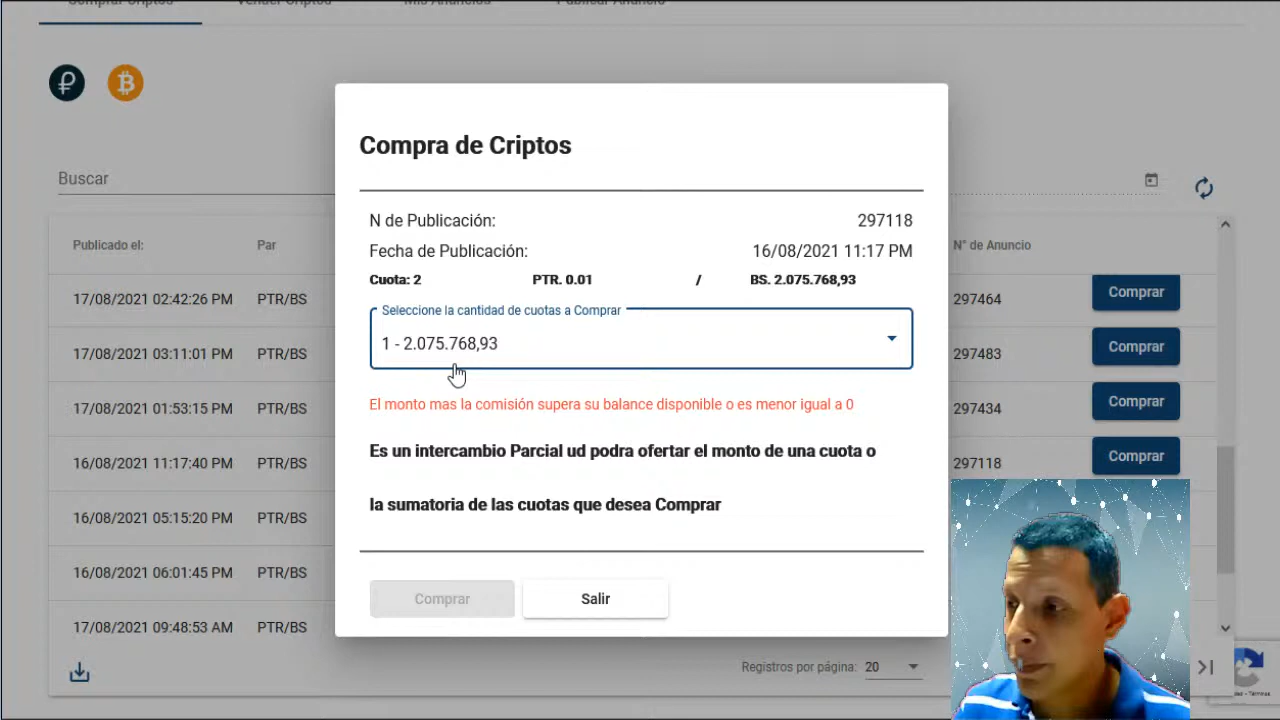 Comprar Criptos Vender Criptos Mis Anuncios Publicar Anuncio
Buscar
Publicado el: Par N° de Anuncio
17/08/2021 02:42:26 PM PTR/BS 297464 Comprar
17/08/2021 03:11:01 PM PTR/BS 297483 Comprar
17/08/2021 01:53:15 PM PTR/BS 297434 Comprar
16/08/2021 11:17:40 PM PTR/BS 297118 Comprar
16/08/2021 05:15:20 PM PTR/BS
16/08/2021 06:01:45 PM PTR/BS
17/08/2021 09:48:53 AM PTR/BS
Registros por página: 20
Compra de Criptos
N de Publicación: 297118
Fecha de Publicación: 16/08/2021 11:17 PM
Cuota: 2 PTR. 0.01 / BS. 2.075.768,93
Seleccione la cantidad de cuotas a Comprar
1 - 2.075.768,93
El monto mas la comisión supera su balance disponible o es menor igual a 0
Es un intercambio Parcial ud podra ofertar el monto de una cuota o
la sumatoria de las cuotas que desea Comprar
Comprar Salir